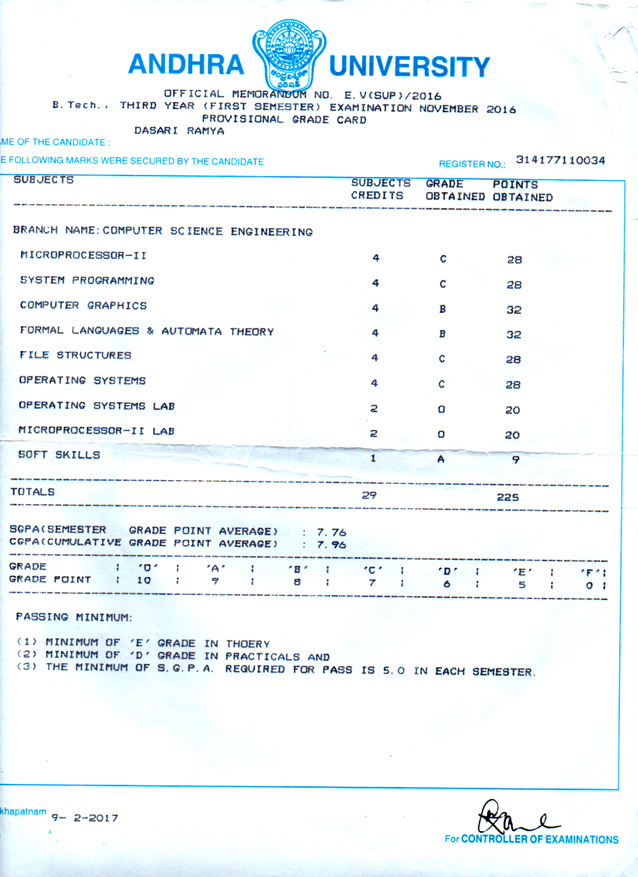 ANDHRA UNIVERSITY
OFFICIAL MEMORANDUM NO. E.V(SUP)/2016
B.Tech., THIRD YEAR (FIRST SEMESTER) EXAMINATION NOVEMBER 2016
PROVISIONAL GRADE CARD
DASARI RAMYA
ME OF THE CANDIDATE :
E FOLLOWING MARKS WERE SECURED BY THE CANDIDATE REGISTER NO.: 314177110034
SUBJECTS SUBJECTS GRADE POINTS
CREDITS OBTAINED OBTAINED
BRANCH NAME:COMPUTER SCIENCE ENGINEERING
MICROPROCESSOR-II 4 C 28
SYSTEM PROGRAMMING 4 C 28
COMPUTER GRAPHICS 4 B 32
FORMAL LANGUAGES & AUTOMATA THEORY 4 B 32
FILE STRUCTURES 4 C 28
OPERATING SYSTEMS 4 C 28
OPERATING SYSTEMS LAB 2 O 20
MICROPROCESSOR-II LAB 2 O 20
SOFT SKILLS 1 A 9
TOTALS 29 225
SGPA(SEMESTER GRADE POINT AVERAGE) : 7.76
CGPA(CUMULATIVE GRADE POINT AVERAGE) : 7.96
GRADE : 'O' : 'A' : 'B' : 'C' : 'D' : 'E' : 'F':
GRADE POINT : 10 : 9 : 8 : 7 : 6 : 5 : 0:
PASSING MINIMUM:
(1) MINIMUM OF 'E' GRADE IN THOERY
(2) MINIMUM OF 'D' GRADE IN PRACTICALS AND
(3) THE MINIMUM OF S.G.P.A. REQUIRED FOR PASS IS 5.0 IN EACH SEMESTER.
khapatnam 9- 2-2017
For CONTROLLER OF EXAMINATIONS